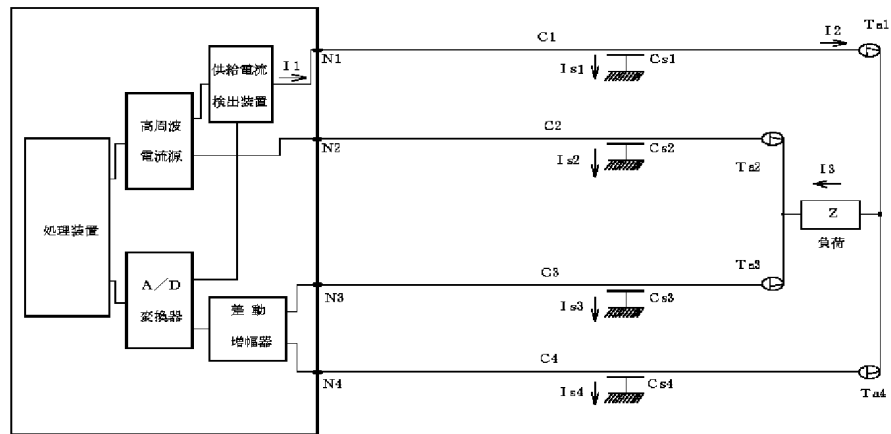 供給電流
検出装置
I1
N1
C1
Is1
Cs1
I2
Ta1
高周波
電流源
N2
C2
Is2
Cs2
Ta2
I3
Z
負荷
処理装置
A／D
変換器
差 動
増幅器
N3
C3
Is3
Cs3
Ta3
N4
C4
Is4
Cs4
Ta4